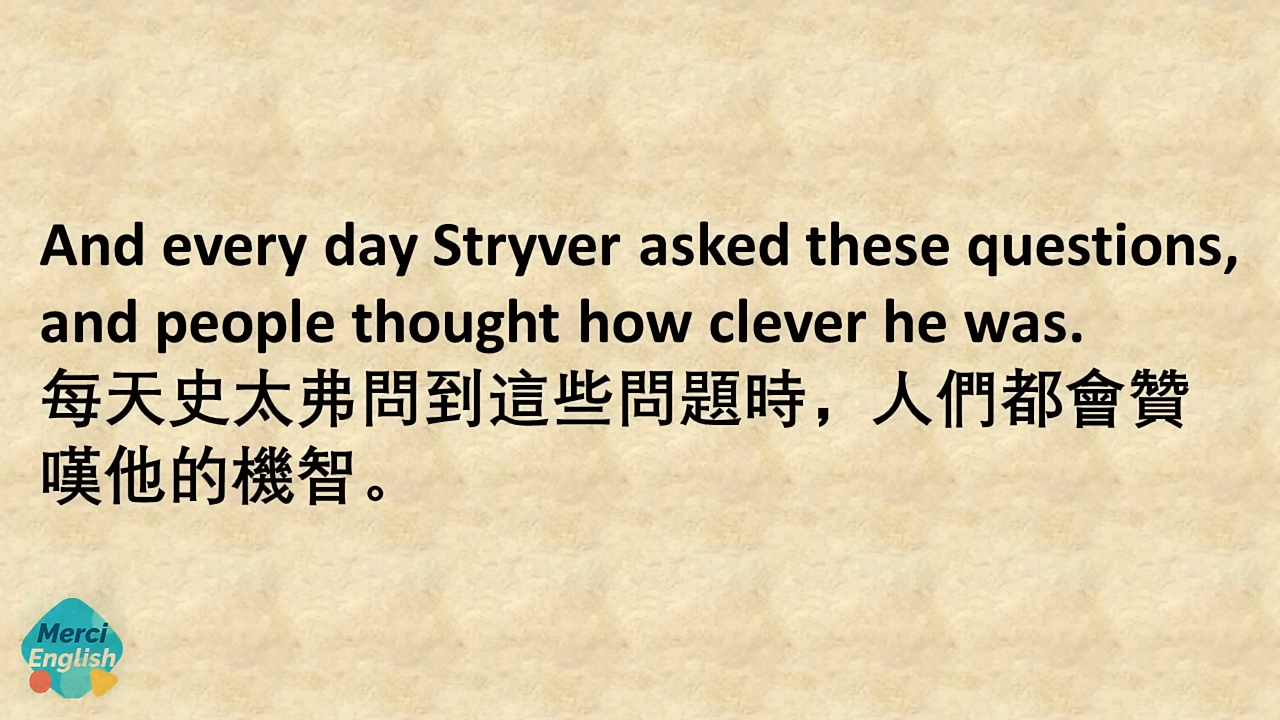 And every day Stryver asked these questions,
and people thought how clever he was.
每天史太弗問到這些問題時，人們都會贊
嘆他的機智。
Merci
English